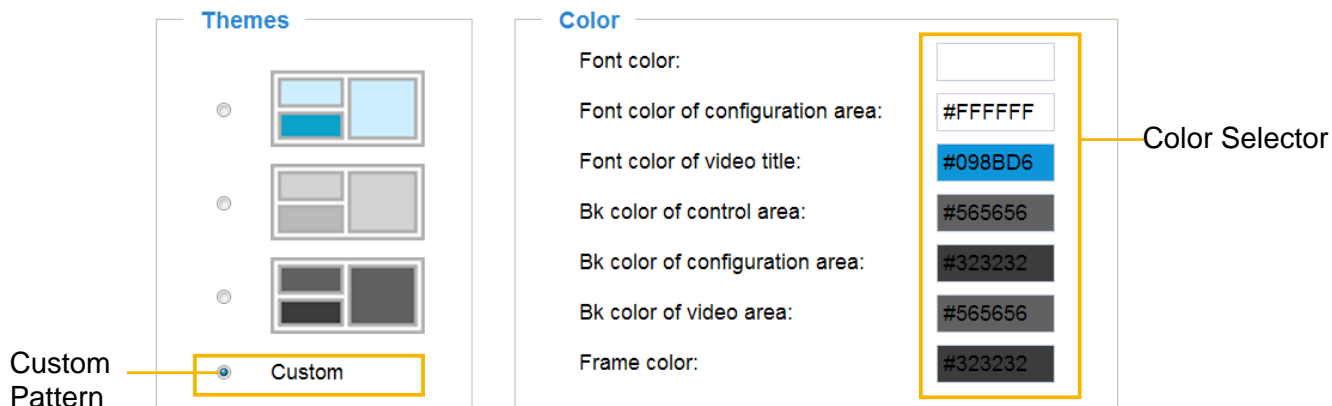 Themes
Custom
Custom
Pattern
Color
Font color:
Font color of configuration area: #FFFFFF
Font color of video title: #098BD6
Bk color of control area: #565656
Bk color of configuration area: #323232
Bk color of video area: #565656
Frame color: #323232
Color Selector